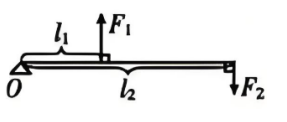 l₁ F₁
O l₂ F₂